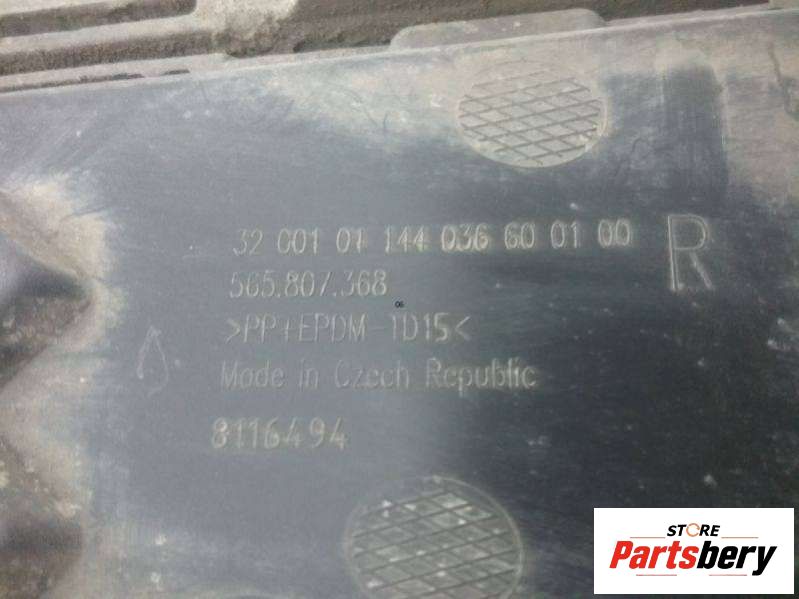 32 001 01 144 036 60 01 00
R
565.807.368
06
>PP+EPDM-TD15<
Made in Czech Republic
8116494
STORE
Partsbery